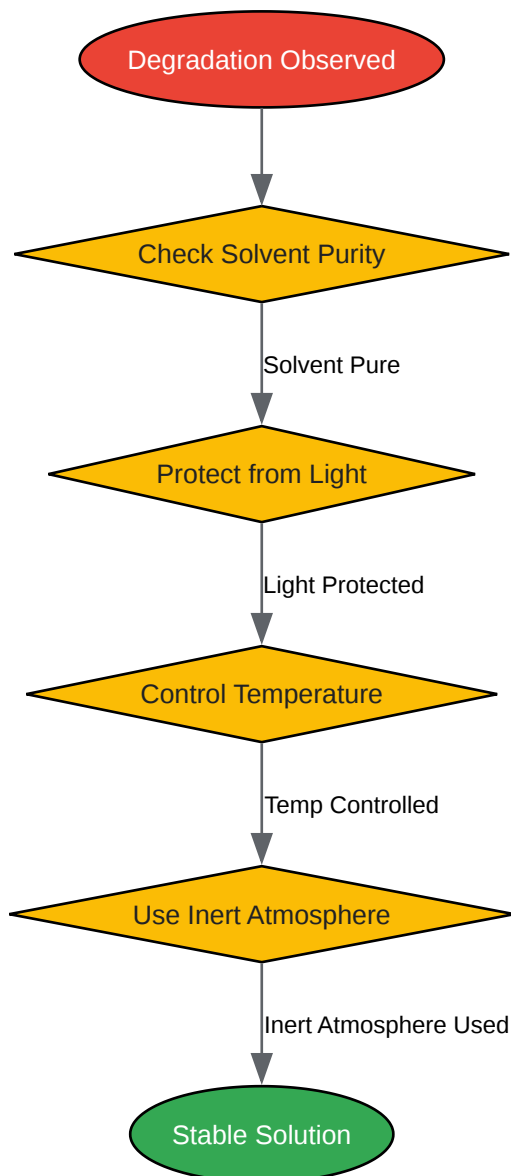 Degradation Observed
Check Solvent Purity
Solvent Pure
Protect from Light
Light Protected
Control Temperature
Temp Controlled
Use Inert Atmosphere
Inert Atmosphere Used
Stable Solution